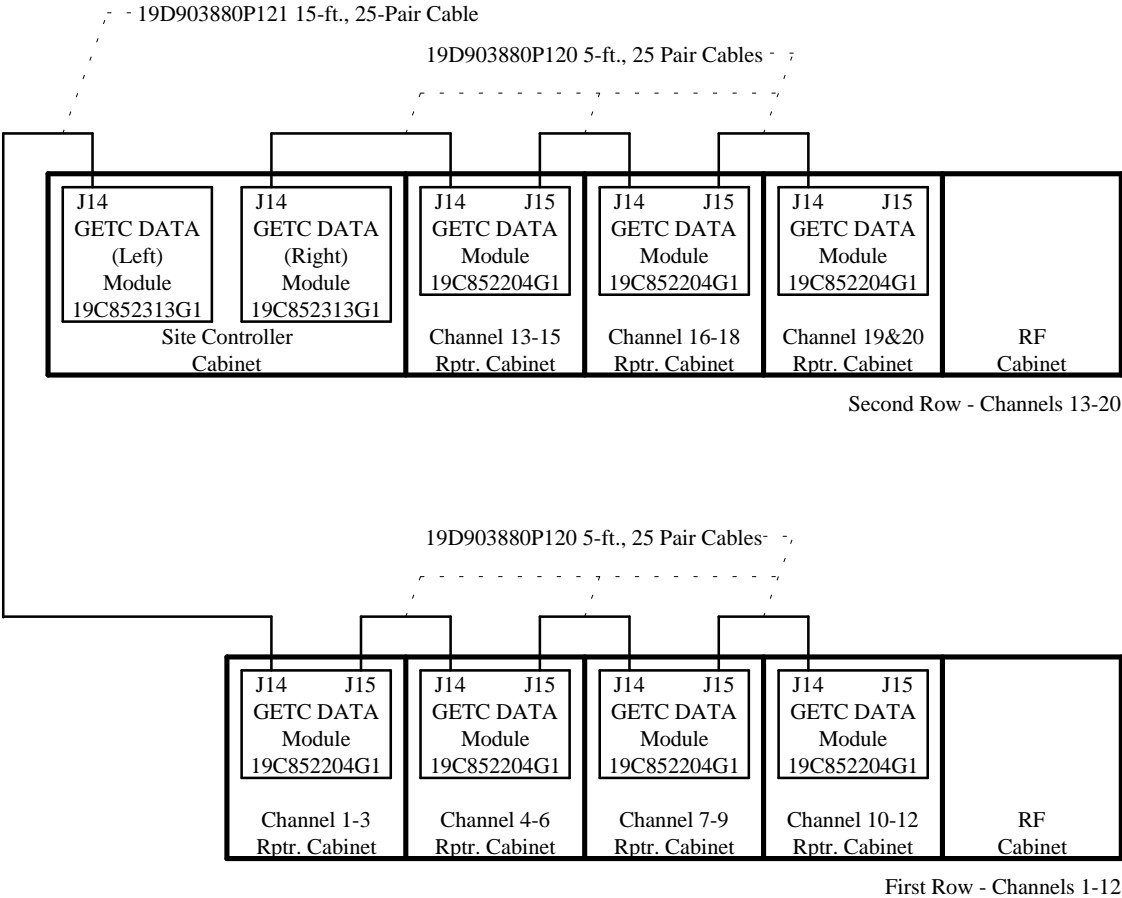 19D903880P121 15-ft., 25-Pair Cable
19D903880P120 5-ft., 25 Pair Cables
J14
GETC DATA
(Left)
Module
19C852313G1
J14
GETC DATA
(Right)
Module
19C852313G1
Site Controller
Cabinet
J14 J15
GETC DATA
Module
19C852204G1
Channel 13-15
Rptr. Cabinet
J14 J15
GETC DATA
Module
19C852204G1
Channel 16-18
Rptr. Cabinet
J14 J15
GETC DATA
Module
19C852204G1
Channel 19&20
Rptr. Cabinet
RF
Cabinet
Second Row - Channels 13-20
19D903880P120 5-ft., 25 Pair Cables
J14 J15
GETC DATA
Module
19C852204G1
Channel 1-3
Rptr. Cabinet
J14 J15
GETC DATA
Module
19C852204G1
Channel 4-6
Rptr. Cabinet
J14 J15
GETC DATA
Module
19C852204G1
Channel 7-9
Rptr. Cabinet
J14 J15
GETC DATA
Module
19C852204G1
Channel 10-12
Rptr. Cabinet
RF
Cabinet
First Row - Channels 1-12